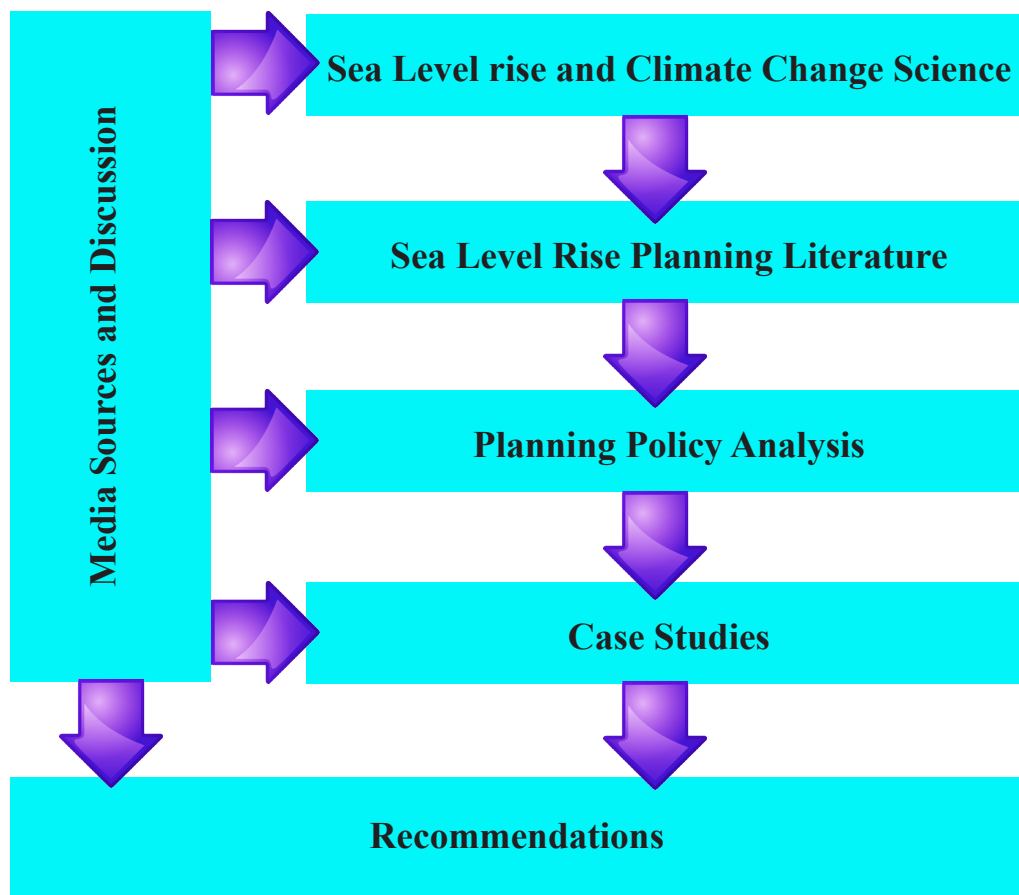 Media Sources and Discussion
Sea Level rise and Climate Change Science
Sea Level Rise Planning Literature
Planning Policy Analysis
Case Studies
Recommendations